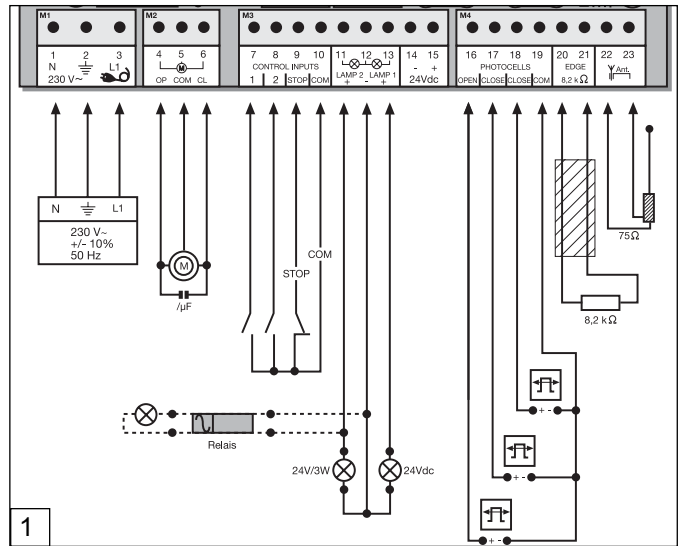 M1 M2 M3 M4
1 2 3 4 5 6 7 8 9 10 11 12 13 14 15 16 17 18 19 20 21 22 23
N L1 M CONTROL INPUTS - + PHOTOCELLS EDGE Ant.
230 V~ OP COM CL 1 2 STOP COM LAMP 2 LAMP 1 24Vdc OPEN CLOSE CLOSE COM 8,2 kΩ
+ - +
N L1
230 V~
+/- 10%
50 Hz
M
/µF
STOP
COM
75Ω
8,2 kΩ
+ -
Relais
+ -
24V/3W
24Vdc
+ -
1